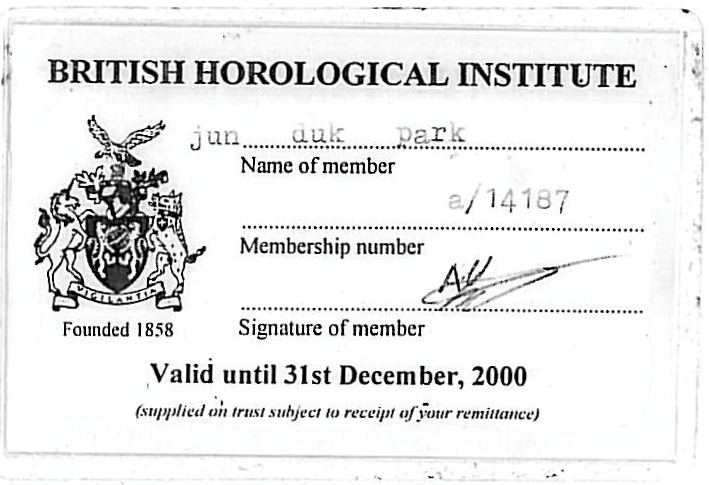 BRITISH HOROLOGICAL INSTITUTE
jun duk park
Name of member
a/14187
Membership number
Signature of member
VIGILANTIA
Founded 1858
Valid until 31st December, 2000
(supplied on trust subject to receipt of your remittance)